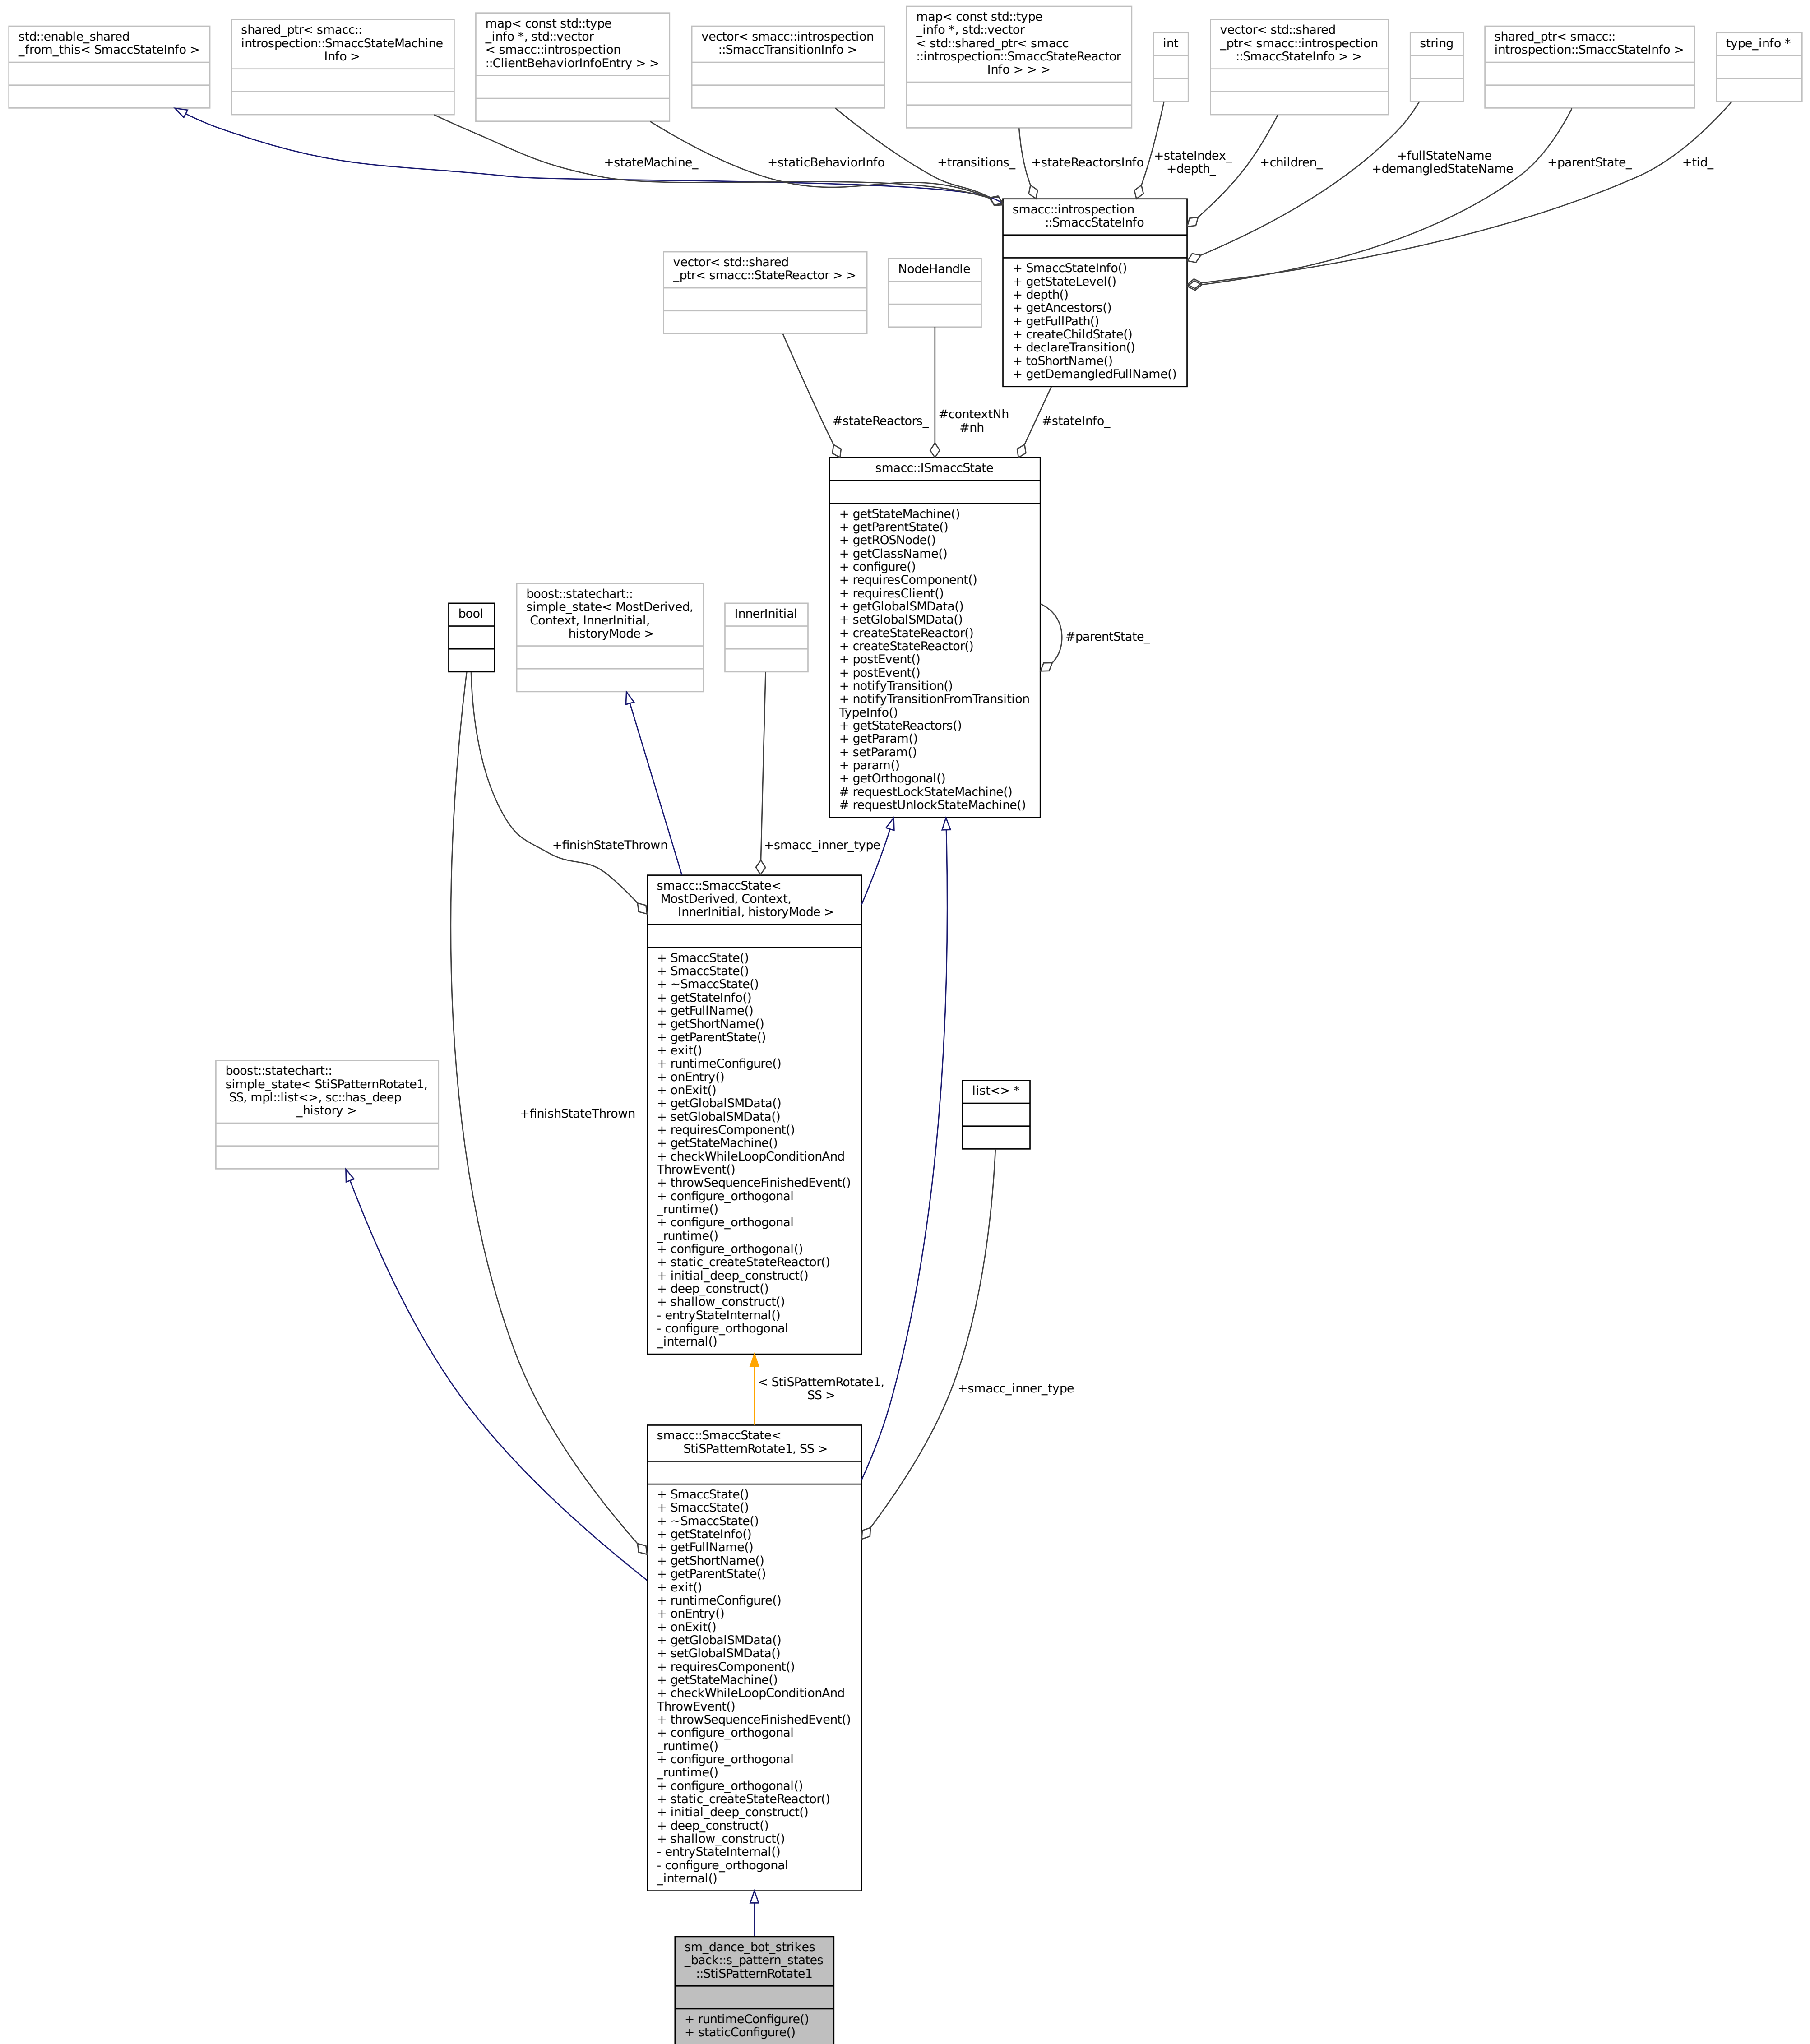 std::enable_shared
_from_this< SmaccStateInfo >
shared_ptr< smacc::
introspection::SmaccStateMachine
Info >
map< const std::type
_info *, std::vector
< smacc::introspection
::ClientBehaviorInfoEntry > >
vector< smacc::introspection
::SmaccTransitionInfo >
map< const std::type
_info *, std::vector
< std::shared_ptr< smacc
::introspection::SmaccStateReactor
Info > > >
int
vector< std::shared
_ptr< smacc::introspection
::SmaccStateInfo > >
string
shared_ptr< smacc::
introspection::SmaccStateInfo >
type_info *
+stateMachine_
+staticBehaviorInfo
+transitions_
+stateReactorsInfo
+stateIndex_
+depth_
+children_
+fullStateName
+demangledStateName
+parentState_
+tid_
smacc::introspection
::SmaccStateInfo
+ SmaccStateInfo()
+ getStateLevel()
+ depth()
+ getAncestors()
+ getFullPath()
+ createChildState()
+ declareTransition()
+ toShortName()
+ getDemangledFullName()
vector< std::shared
_ptr< smacc::StateReactor > >
NodeHandle
#stateReactors_
#contextNh
#nh
#stateInfo_
smacc::ISmaccState
+ getStateMachine()
+ getParentState()
+ getROSNode()
+ getClassName()
+ configure()
+ requiresComponent()
+ requiresClient()
+ getGlobalSMData()
+ setGlobalSMData()
+ createStateReactor()
+ createStateReactor()
+ postEvent()
+ postEvent()
+ notifyTransition()
+ notifyTransitionFromTransition
TypeInfo()
+ getStateReactors()
+ getParam()
+ setParam()
+ param()
+ getOrthogonal()
# requestLockStateMachine()
# requestUnlockStateMachine()
#parentState_
bool
boost::statechart::
simple_state< MostDerived,
Context, InnerInitial,
historyMode >
InnerInitial
+finishStateThrown
+smacc_inner_type
smacc::SmaccState<
MostDerived, Context,
InnerInitial, historyMode >
+ SmaccState()
+ SmaccState()
+ ~SmaccState()
+ getStateInfo()
+ getFullName()
+ getShortName()
+ getParentState()
+ exit()
+ runtimeConfigure()
+ onEntry()
+ onExit()
+ getGlobalSMData()
+ setGlobalSMData()
+ requiresComponent()
+ getStateMachine()
+ checkWhileLoopConditionAnd
ThrowEvent()
+ throwSequenceFinishedEvent()
+ configure_orthogonal
_runtime()
+ configure_orthogonal
_runtime()
+ configure_orthogonal()
+ static_createStateReactor()
+ initial_deep_construct()
+ deep_construct()
+ shallow_construct()
- entryStateInternal()
- configure_orthogonal
_internal()
boost::statechart::
simple_state< StiSPatternRotate1,
SS, mpl::list<>, sc::has_deep
_history >
+finishStateThrown
list<> *
< StiSPatternRotate1,
SS >
+smacc_inner_type
smacc::SmaccState<
StiSPatternRotate1, SS >
+ SmaccState()
+ SmaccState()
+ ~SmaccState()
+ getStateInfo()
+ getFullName()
+ getShortName()
+ getParentState()
+ exit()
+ runtimeConfigure()
+ onEntry()
+ onExit()
+ getGlobalSMData()
+ setGlobalSMData()
+ requiresComponent()
+ getStateMachine()
+ checkWhileLoopConditionAnd
ThrowEvent()
+ throwSequenceFinishedEvent()
+ configure_orthogonal
_runtime()
+ configure_orthogonal
_runtime()
+ configure_orthogonal()
+ static_createStateReactor()
+ initial_deep_construct()
+ deep_construct()
+ shallow_construct()
- entryStateInternal()
- configure_orthogonal
_internal()
sm_dance_bot_strikes
_back::s_pattern_states
::StiSPatternRotate1
+ runtimeConfigure()
+ staticConfigure()